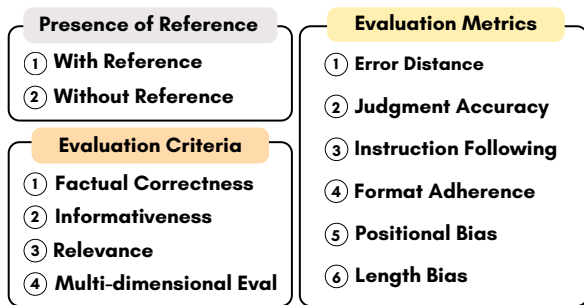 Presence of Reference
1 With Reference
2 Without Reference
Evaluation Criteria
1 Factual Correctness
2 Informativeness
3 Relevance
4 Multi-dimensional Eval
Evaluation Metrics
1 Error Distance
2 Judgment Accuracy
3 Instruction Following
4 Format Adherence
5 Positional Bias
6 Length Bias